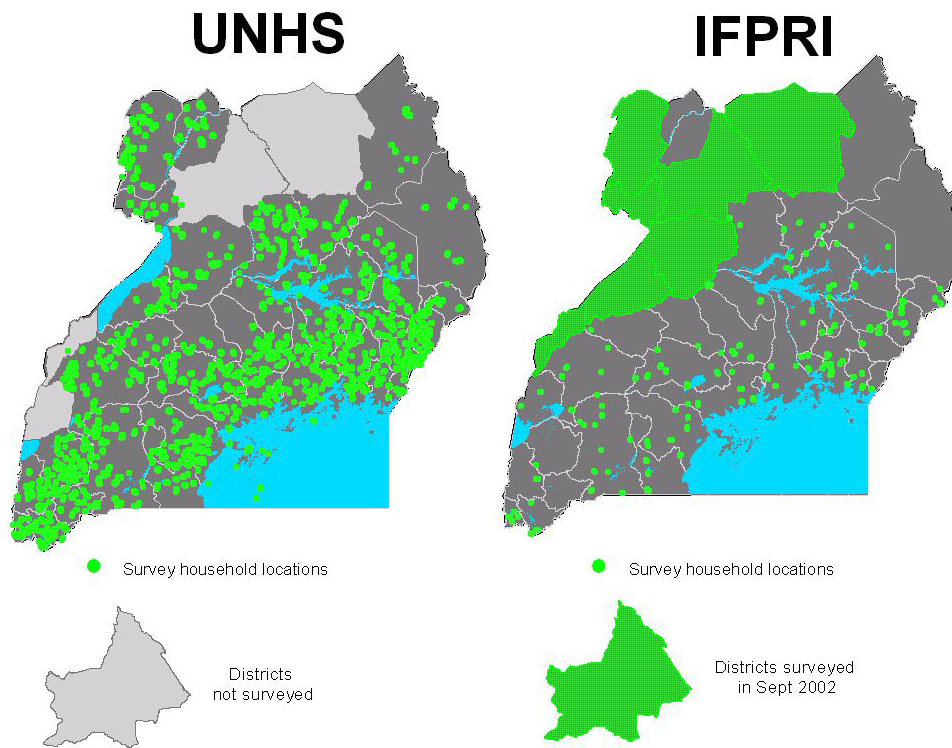 UNHS
IFPRI
Survey household locations
Survey household locations
Districts
not surveyed
Districts surveyed
in Sept 2002